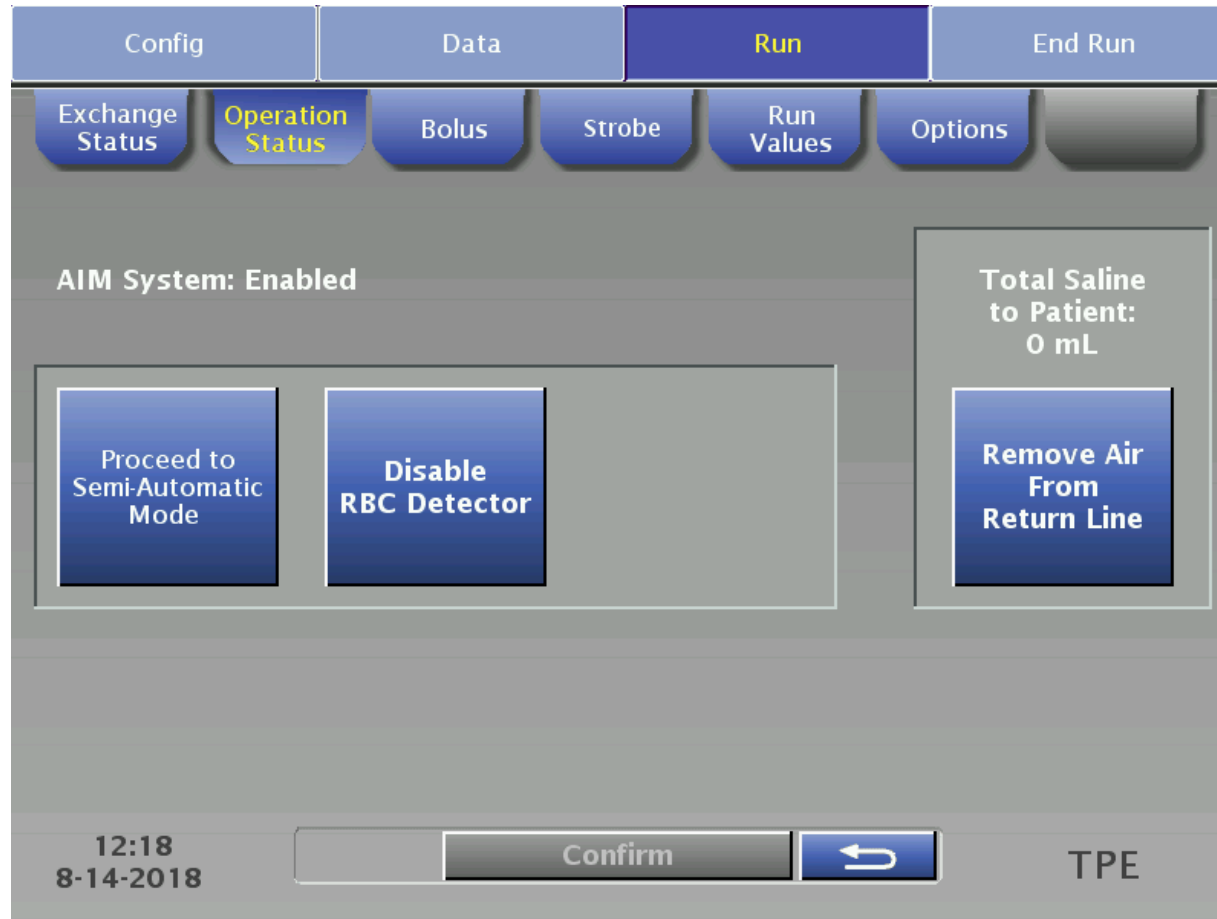 Config
Data
Run
End Run
Exchange
Status
Operation
Status
Bolus
Strobe
Run
Values
Options
AIM System: Enabled
Total Saline
to Patient:
0 mL
Proceed to
Semi-Automatic
Mode
Disable
RBC Detector
Remove Air
From
Return Line
12:18
8-14-2018
Confirm
TPE